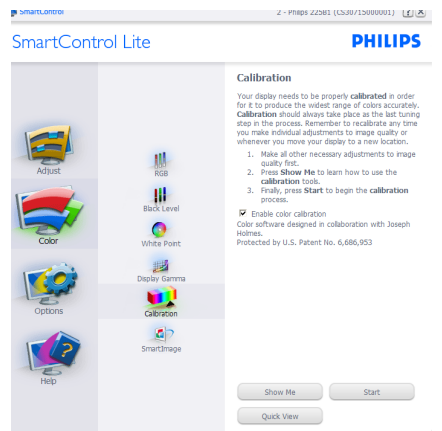 SmartControl
2 - Philips 225B1 (CS30715000001)
SmartControl Lite
PHILIPS
Adjust
Color
Options
Help
RGB
Black Level
White Point
Display Gamma
Calibration
SmartImage
Calibration
Your display needs to be properly calibrated in order
for it to produce the widest range of colors accurately.
Calibration should always take place as the last tuning
step in the process. Remember to recalibrate any time
you make individual adjustments to image quality or
whenever you move your display to a new location.
1. Make all other necessary adjustments to image
quality first.
2. Press Show Me to learn how to use the
calibration tools.
3. Finally, press Start to begin the calibration
process.
Enable color calibration
Color software designed in collaboration with Joseph
Holmes.
Protected by U.S. Patent No. 6,686,953
Show Me
Start
Quick View